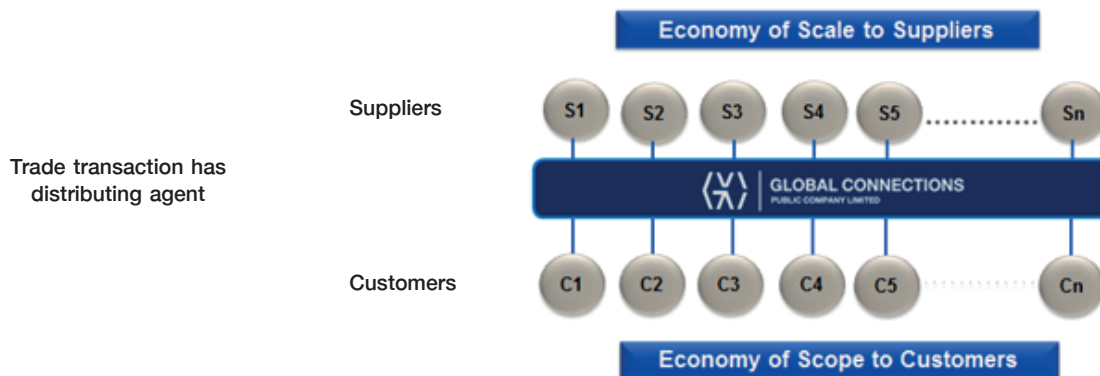 Economy of Scale to Suppliers
Suppliers
S1 S2 S3 S4 S5 Sn
Trade transaction has
distributing agent
GLOBAL CONNECTIONS
PUBLIC COMPANY LIMITED
Customers
C1 C2 C3 C4 C5 Cn
Economy of Scope to Customers